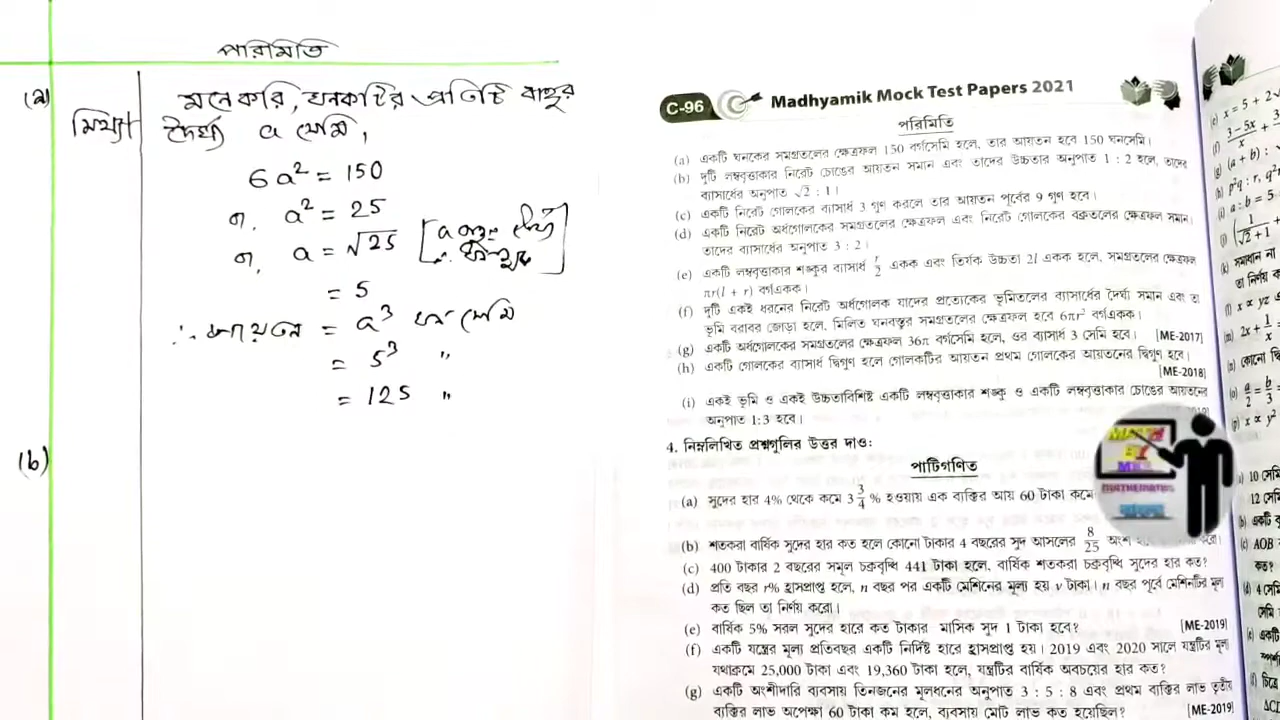 পরিমিতি
(a)
মিথ্যা
মনেকরি, ঘনকটির প্রতিটি বাহুর
দৈর্ঘ্য a সেমি,
6a² = 150
বা, a² = 25
বা, a = √25
= 5
∴ আয়তন = a³ ঘন সেমি
= 5³ "
= 125 "
(b)
C-96 Madhyamik Mock Test Papers 2021
পরিমিতি
(a) একটি ঘনকের সমগ্রতলের ক্ষেত্রফল 150 বর্গসেমি হলে, তার আয়তন হবে 150 ঘনসেমি।
(b) দুটি লম্ববৃত্তাকার নিরেট চোঙের আয়তন সমান এবং তাদের উচ্চতার অনুপাত 1 : 2 হলে, তাদের
ব্যাসার্ধের অনুপাত √2 : 1।
(c) একটি নিরেট গোলকের ব্যাসার্ধ 3 গুণ করলে তার আয়তন পূর্বের 9 গুণ হবে।
(d) একটি নিরেট অর্ধগোলকের সমগ্রতলের ক্ষেত্রফল এবং নিরেট গোলকের বক্রতলের ক্ষেত্রফল সমান।
তাদের ব্যাসার্ধের অনুপাত 3 : 2।
(e) একটি লম্ববৃত্তাকার শঙ্কুর ব্যাসার্ধ r/2 একক এবং তির্যক উচ্চতা 2l একক হলে, সমগ্রতলের ক্ষেত্রফল
πr(l + r) বর্গএকক।
(f) দুটি একই ধরনের নিরেট অর্ধগোলক যাদের প্রত্যেকের ভূমিতলের ব্যাসার্ধের দৈর্ঘ্য সমান এবং তা
ভূমি বরাবর জোড়া হলে, মিলিত ঘনবস্তুর সমগ্রতলের ক্ষেত্রফল হবে 6πr² বর্গএকক।
(g) একটি অর্ধগোলকের সমগ্রতলের ক্ষেত্রফল 36π বর্গসেমি হলে, ওর ব্যাসার্ধ 3 সেমি হবে। [ME-2017]
(h) একটি গোলকের ব্যাসার্ধ দ্বিগুণ হলে গোলকটির আয়তন প্রথম গোলকের আয়তনের দ্বিগুণ হবে।
[ME-2018]
(i) একই ভূমি ও একই উচ্চতাবিশিষ্ট একটি লম্ববৃত্তাকার শঙ্কু ও একটি লম্ববৃত্তাকার চোঙের আয়তনের
অনুপাত 1:3 হবে।
4. নিম্নলিখিত প্রশ্নগুলির উত্তর দাও:
পাটিগণিত
(a) সুদের হার 4% থেকে কমে 3 3/4 % হওয়ায় এক ব্যক্তির আয় 60 টাকা কমে
(b) শতকরা বার্ষিক সুদের হার কত হলে কোনো টাকার 4 বছরের সুদ আসলের 8/25 অংশ
(c) 400 টাকার 2 বছরের সমূল চক্রবৃদ্ধি 441 টাকা হলে, বার্ষিক শতকরা চক্রবৃদ্ধি সুদের হার কত?
(d) প্রতি বছর r% হ্রাসপ্রাপ্ত হলে, n বছর পর একটি মেশিনের মূল্য হয় v টাকা। n বছর পূর্বে মেশিনটির মূল্য
কত ছিল তা নির্ণয় করো।
(e) বার্ষিক 5% সরল সুদের হারে কত টাকার মাসিক সুদ 1 টাকা হবে? [ME-2019]
(f) একটি যন্ত্রের মূল্য প্রতিবছর একটি নির্দিষ্ট হারে হ্রাসপ্রাপ্ত হয়। 2019 এবং 2020 সালে যন্ত্রটির মূল্য
যথাক্রমে 25,000 টাকা এবং 19,360 টাকা হলে, যন্ত্রটির বার্ষিক অবচয়ের হার কত?
(g) একটি অংশীদারি ব্যবসায় তিনজনের মূলধনের অনুপাত 3 : 5 : 8 এবং প্রথম ব্যক্তির লাভ তৃতীয়
ব্যক্তির লাভ অপেক্ষা 60 টাকা কম হলে, ব্যবসায় মোট লাভ কত হয়েছিল? [ME-2019]